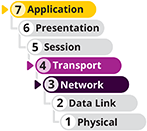 7 Application
6 Presentation
5 Session
4 Transport
3 Network
2 Data Link
1 Physical